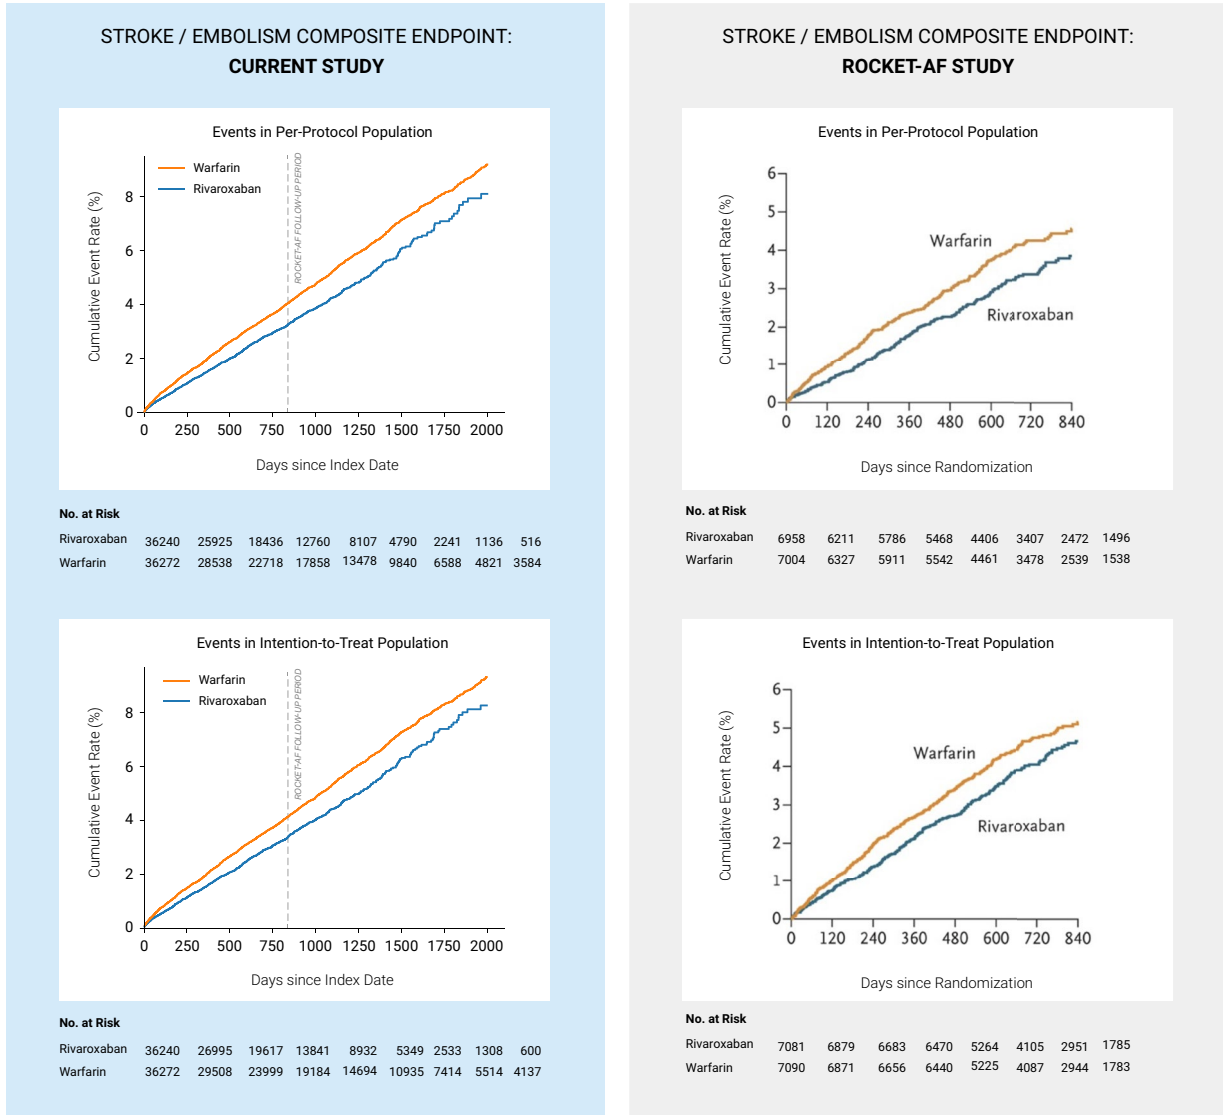 STROKE / EMBOLISM COMPOSITE ENDPOINT:
CURRENT STUDY
Events in Per-Protocol Population
Warfarin
Rivaroxaban
ROCKET-AF FOLLOW-UP PERIOD
Cumulative Event Rate (%)
8
6
4
2
0
0 250 500 750 1000 1250 1500 1750 2000
Days since Index Date
No. at Risk
Rivaroxaban 36240 25925 18436 12760 8107 4790 2241 1136 516
Warfarin 36272 28538 22718 17858 13478 9840 6588 4821 3584
Events in Intention-to-Treat Population
Warfarin
Rivaroxaban
ROCKET-AF FOLLOW-UP PERIOD
Cumulative Event Rate (%)
8
6
4
2
0
0 250 500 750 1000 1250 1500 1750 2000
Days since Index Date
No. at Risk
Rivaroxaban 36240 26995 19617 13841 8932 5349 2533 1308 600
Warfarin 36272 29508 23999 19184 14694 10935 7414 5514 4137
STROKE / EMBOLISM COMPOSITE ENDPOINT:
ROCKET-AF STUDY
Events in Per-Protocol Population
Cumulative Event Rate (%)
6
5
4
3
2
1
0
Warfarin
Rivaroxaban
0 120 240 360 480 600 720 840
Days since Randomization
No. at Risk
Rivaroxaban 6958 6211 5786 5468 4406 3407 2472 1496
Warfarin 7004 6327 5911 5542 4461 3478 2539 1538
Events in Intention-to-Treat Population
Cumulative Event Rate (%)
6
5
4
3
2
1
0
Warfarin
Rivaroxaban
0 120 240 360 480 600 720 840
Days since Randomization
No. at Risk
Rivaroxaban 7081 6879 6683 6470 5264 4105 2951 1785
Warfarin 7090 6871 6656 6440 5225 4087 2944 1783